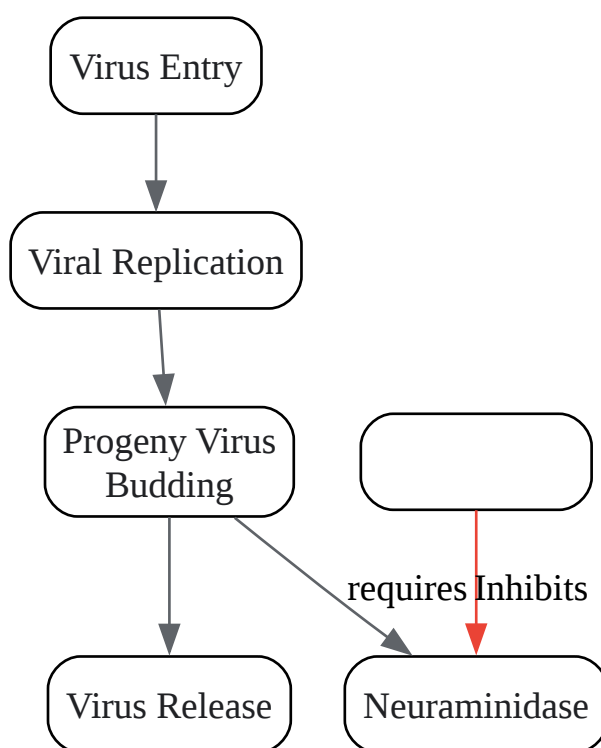 Virus Entry
Viral Replication
Progeny Virus
Budding
requires
Inhibits
Virus Release
Neuraminidase